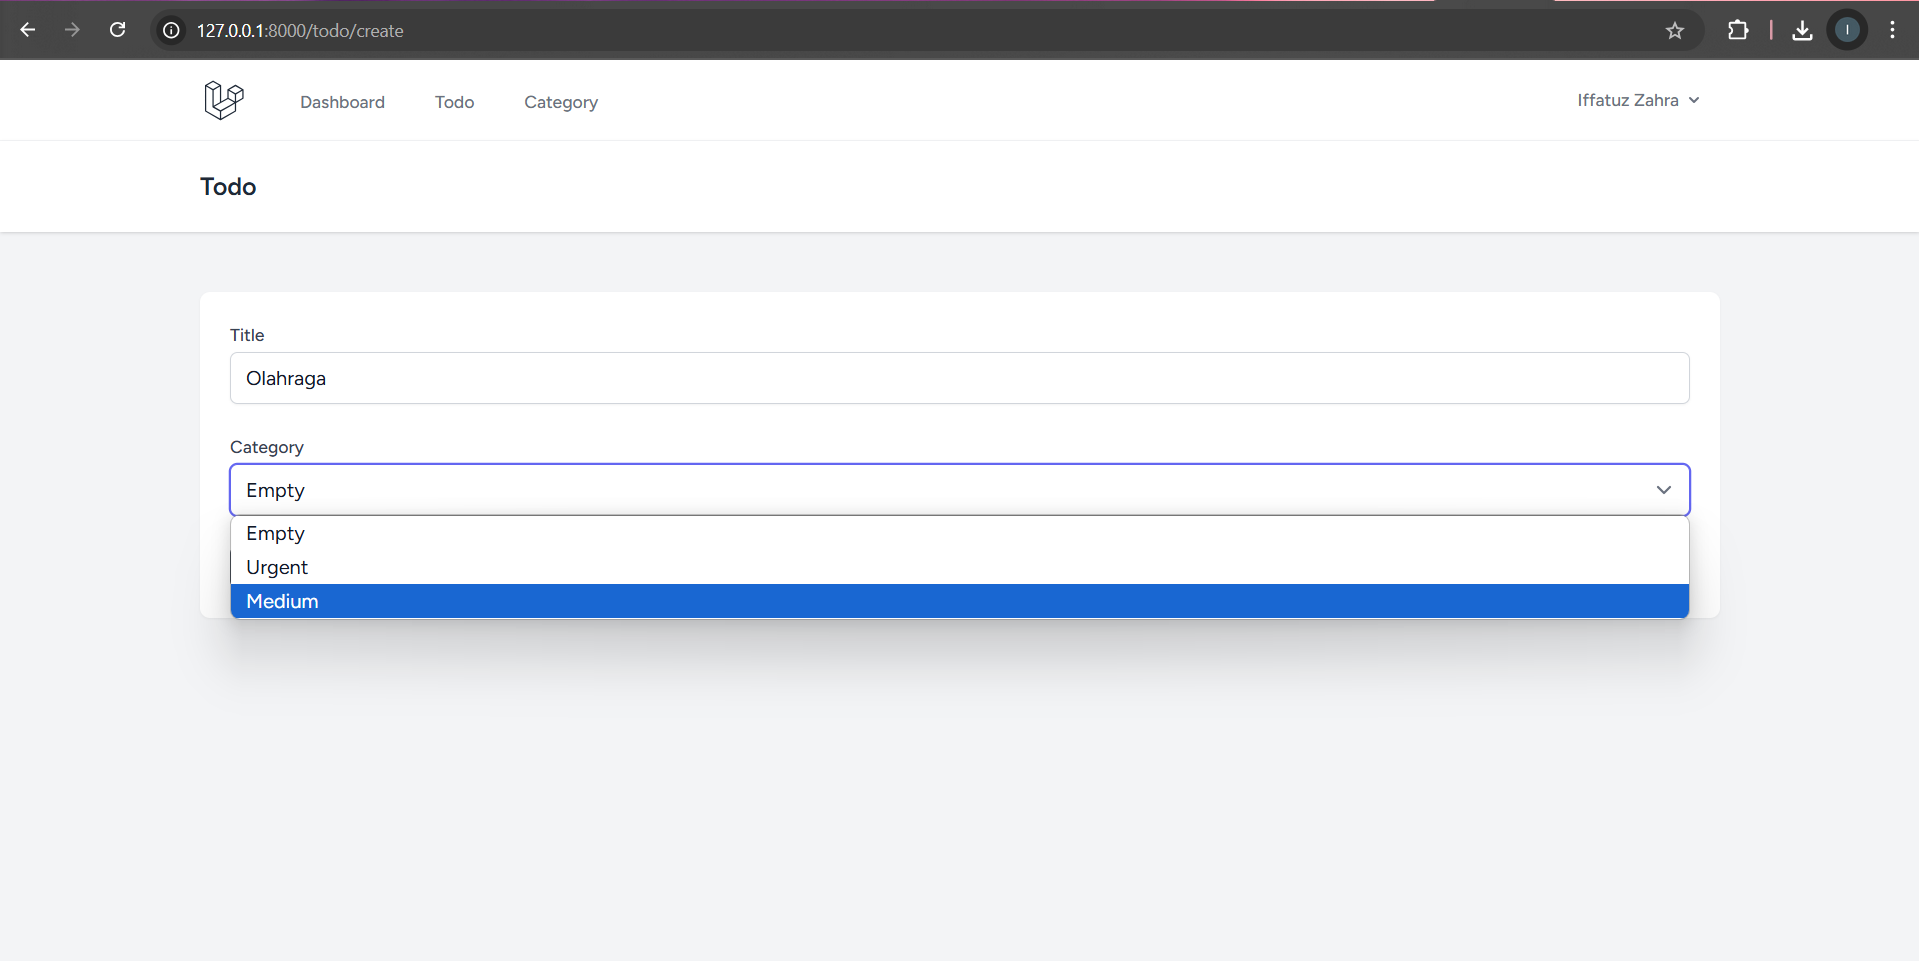 127.0.0.1:8000/todo/create
I
Dashboard Todo Category Iffatuz Zahra
Todo
Title
Olahraga
Category
Empty
Empty
Urgent
Medium